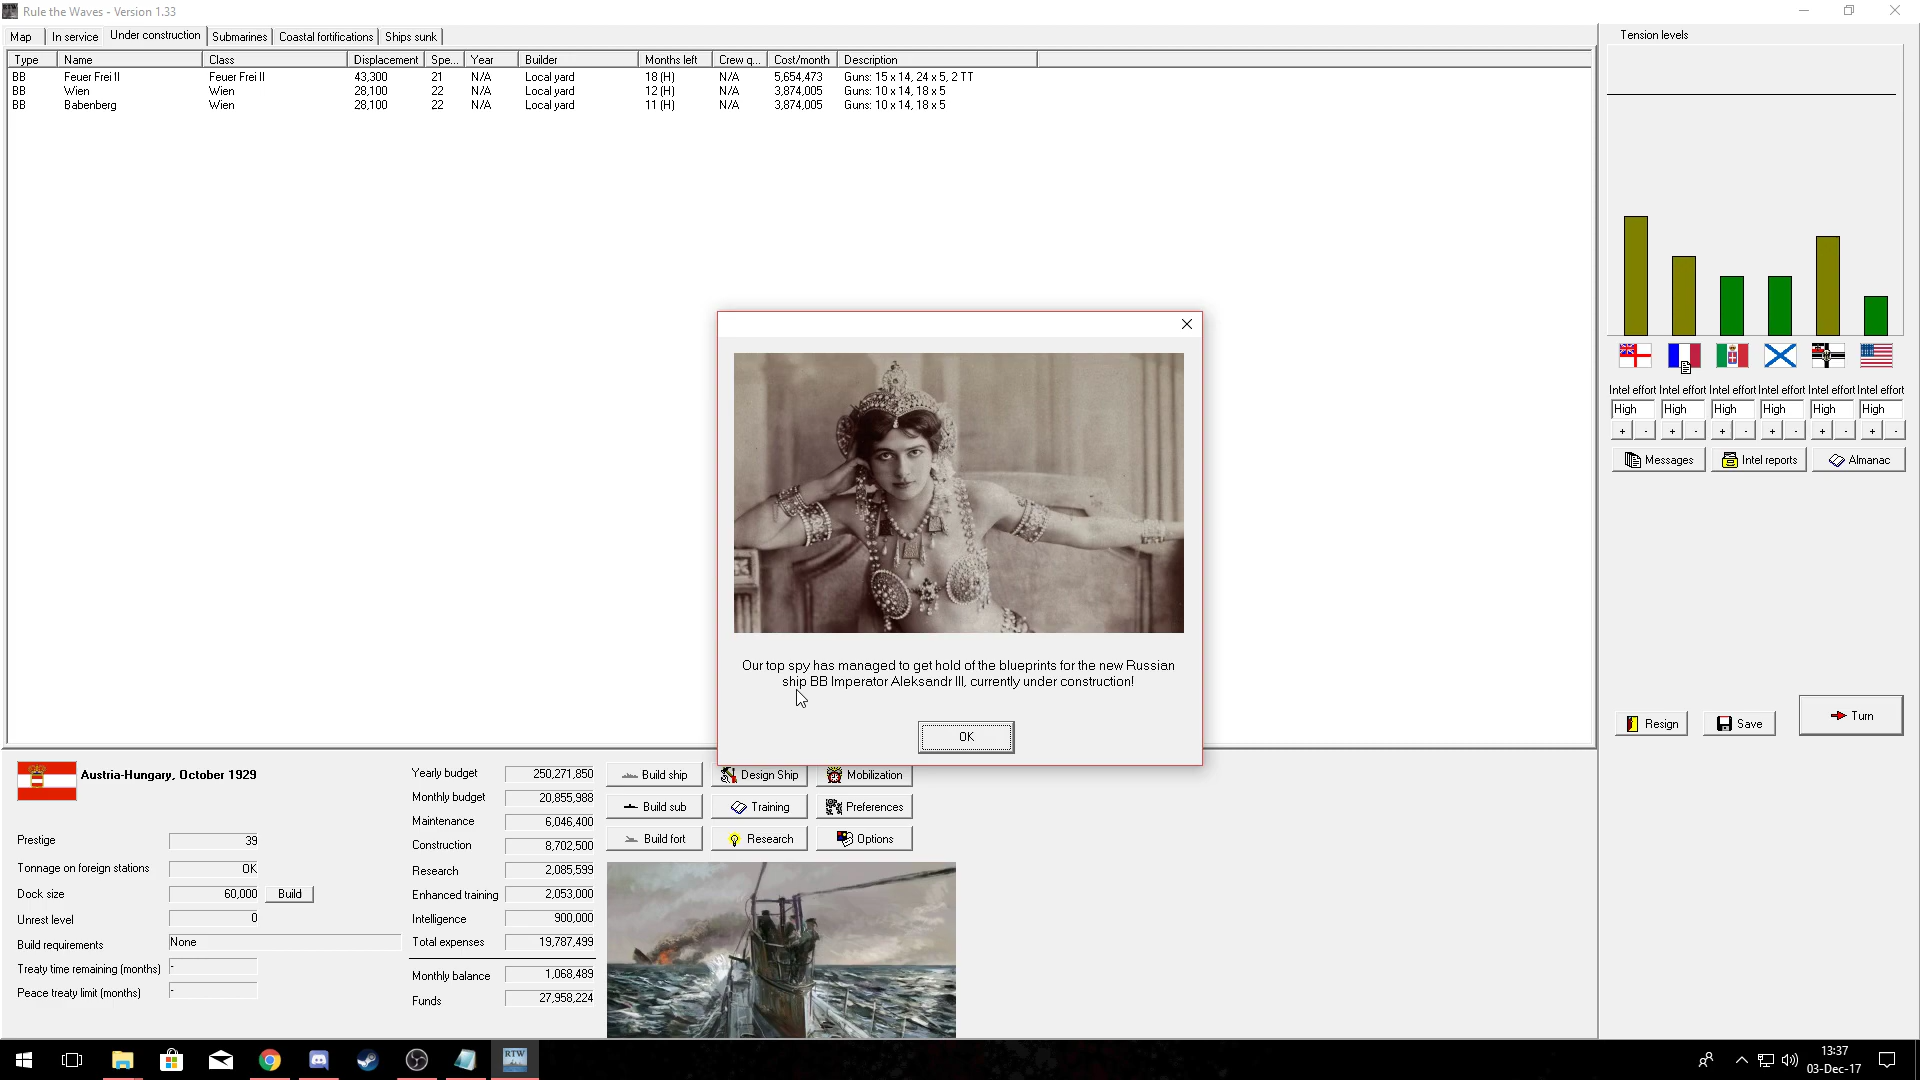 Rule the Waves - Version 1.33
Map In service Under construction Submarines Coastal fortifications Ships sunk
Type Name Class Displacement Spe... Year Builder Months left Crew q... Cost/month Description
BB Feuer Frei II Feuer Frei II 43,300 21 N/A Local yard 18 (H) N/A 5,654,473 Guns: 15 x 14, 24 x 5, 2 TT
BB Wien Wien 28,100 22 N/A Local yard 12 (H) N/A 3,874,005 Guns: 10 x 14, 18 x 5
BB Babenberg Wien 28,100 22 N/A Local yard 11 (H) N/A 3,874,005 Guns: 10 x 14, 18 x 5
Tension levels
Intel effort Intel effort Intel effort Intel effort Intel effort Intel effort
High High High High High High
+ - + - + - + - + - + -
Messages Intel reports Almanac
Our top spy has managed to get hold of the blueprints for the new Russian
ship BB Imperator Aleksandr III, currently under construction!
OK
Resign Save Turn
Austria-Hungary, October 1929
Prestige 39
Tonnage on foreign stations OK
Dock size 60,000 Build
Unrest level 0
Build requirements None
Treaty time remaining (months) -
Peace treaty limit (months) -
Yearly budget 250,271,850
Monthly budget 20,855,988
Maintenance 6,046,400
Construction 8,702,500
Research 2,085,599
Enhanced training 2,053,000
Intelligence 900,000
Total expenses 19,787,499
Monthly balance 1,068,489
Funds 27,958,224
Build ship Design Ship Mobilization
Build sub Training Preferences
Build fort Research Options
RTW
13:37
03-Dec-17